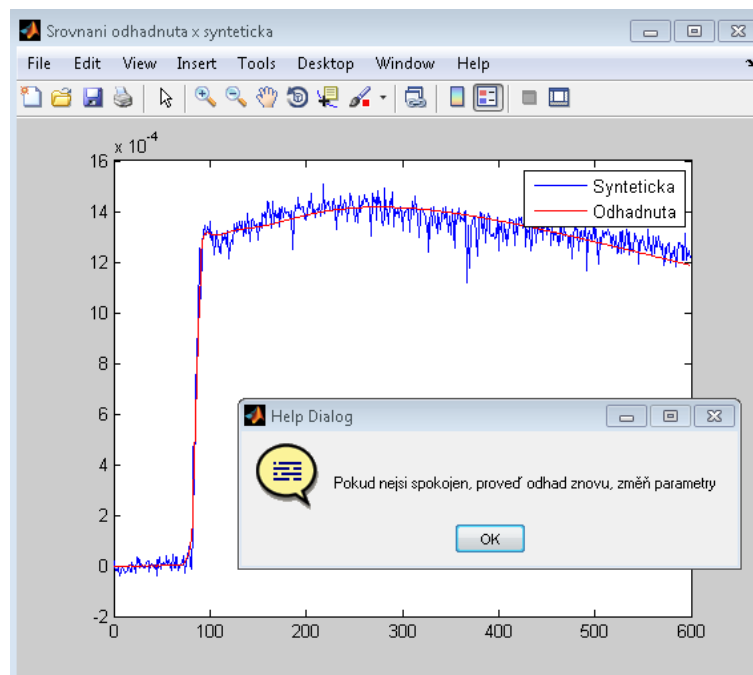 Srovnani odhadnuta x synteticka
File Edit View Insert Tools Desktop Window Help
x 10^-4
16
14
12
10
8
6
4
2
0
-2
0 100 200 300 400 500 600
Synteticka
Odhadnuta
Help Dialog
Pokud nejsi spokojen, proveď odhad znovu, změň parametry
OK